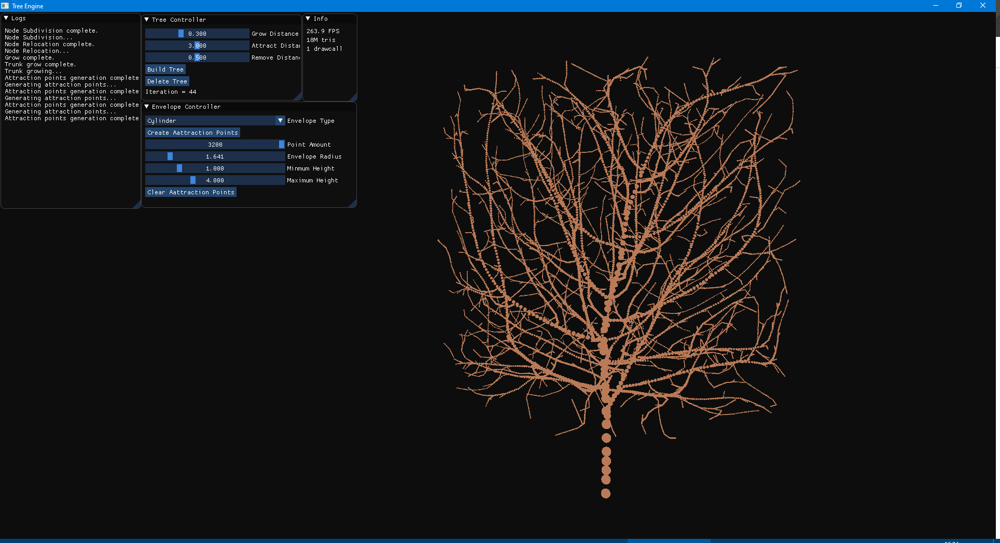 Tree Engine
Logs
Node Subdivision complete.
Node Subdivision...
Node Relocation complete.
Node Relocation...
Grow complete.
Trunk grow complete.
Trunk growing...
Attraction points generation complete
Generating attraction points...
Attraction points generation complete
Generating attraction points...
Attraction points generation complete
Generating attraction points...
Attraction points generation complete
Tree Controller
0.300 Grow Distance
3.000 Attract Distan
0.500 Remove Distan
Build Tree
Delete Tree
Iteration = 44
Info
263.9 FPS
18M tris
1 drawcall
Envelope Controller
Cylinder Envelope Type
Create Aattraction Points
3200 Point Amount
1.641 Envelope Radius
1.000 Minmum Height
4.000 Maximum Height
Clear Aattraction Points